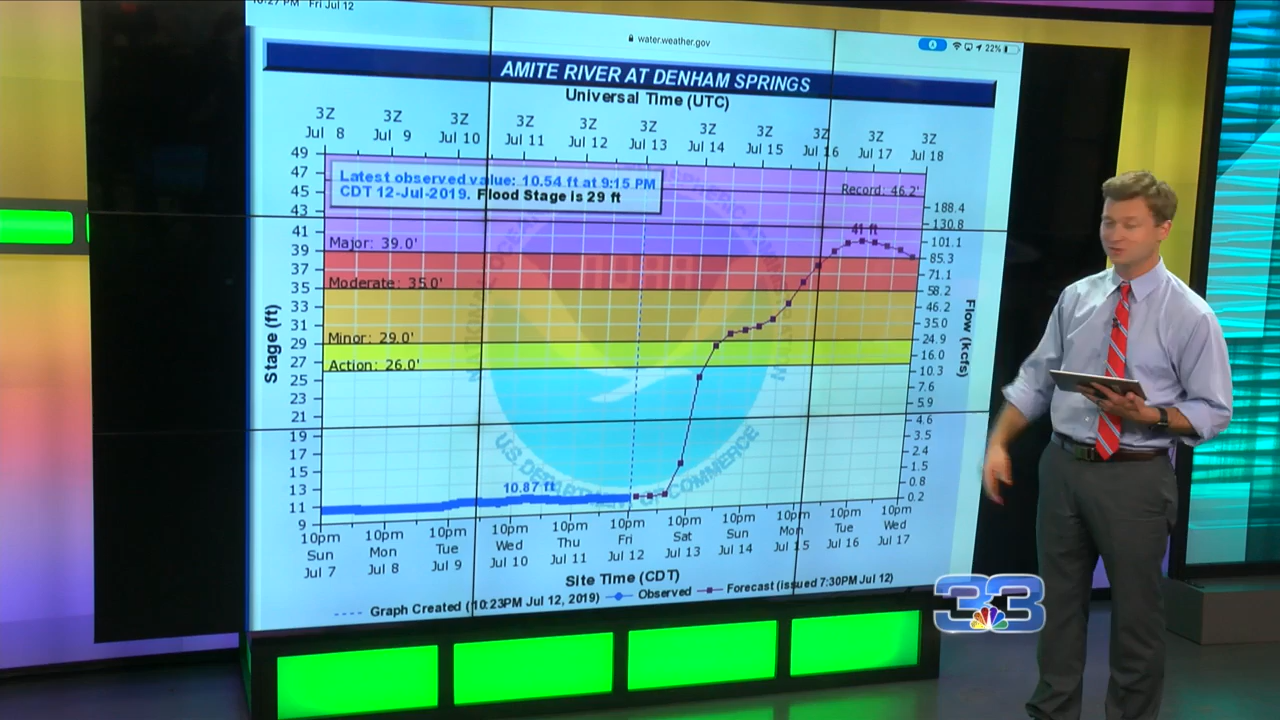 10:27 PM Fri Jul 12
water.weather.gov
22%
AMITE RIVER AT DENHAM SPRINGS
Universal Time (UTC)
3Z 3Z 3Z 3Z 3Z 3Z 3Z 3Z 3Z 3Z 3Z
Jul 8 Jul 9 Jul 10 Jul 11 Jul 12 Jul 13 Jul 14 Jul 15 Jul 16 Jul 17 Jul 18
Latest observed value: 10.54 ft at 9:15 PM
CDT 12-Jul-2019. Flood Stage is 29 ft
Record: 46.2'
41 ft
Major: 39.0'
Moderate: 35.0'
Minor: 29.0'
Action: 26.0'
10.87 ft
Stage (ft)
49
47
45
43
41
39
37
35
33
31
29
27
25
23
21
19
17
15
13
11
9
188.4
130.8
101.1
85.3
71.1
58.2
46.2
35.0
24.9
16.0
10.3
7.6
5.9
4.6
3.5
2.4
1.5
0.8
0.2
Flow (kcfs)
NOAA
U.S. DEPARTMENT OF COMMERCE
10pm 10pm 10pm 10pm 10pm 10pm 10pm 10pm 10pm 10pm 10pm
Sun Mon Tue Wed Thu Fri Sat Sun Mon Tue Wed
Jul 7 Jul 8 Jul 9 Jul 10 Jul 11 Jul 12 Jul 13 Jul 14 Jul 15 Jul 16 Jul 17
Site Time (CDT)
Graph Created (10:23PM Jul 12, 2019) Observed Forecast (issued 7:30PM Jul 12)
33